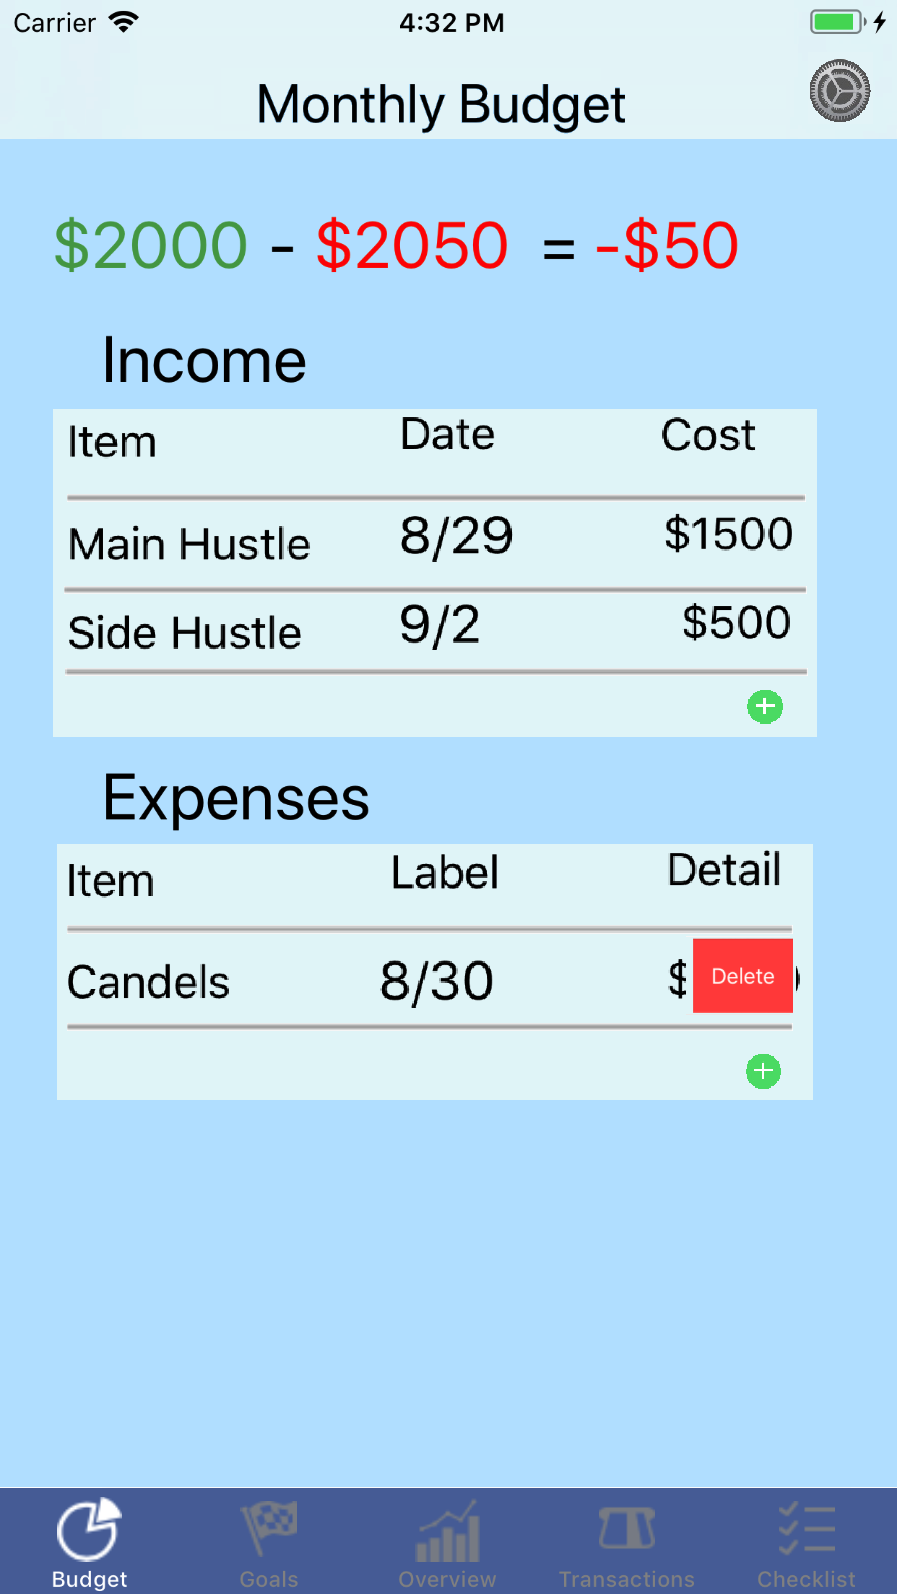 Carrier 4:32 PM
Monthly Budget
$2000 - $2050 = -$50
Income
Item Date Cost
Main Hustle 8/29 $1500
Side Hustle 9/2 $500
+
Expenses
Item Label Detail
Candels 8/30 $ Delete
+
Budget Goals Overview Transactions Checklist